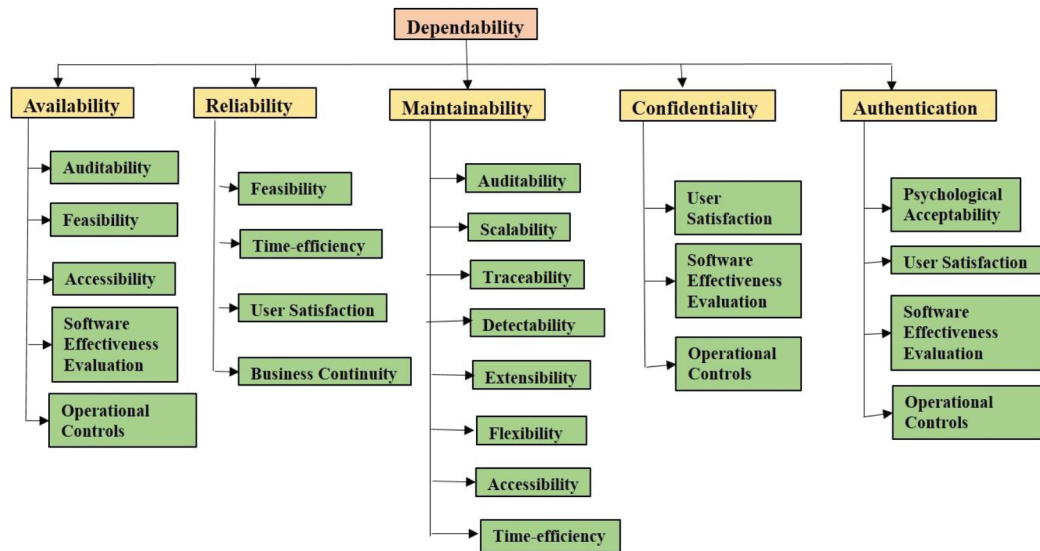 Dependability
Availability
Reliability
Maintainability
Confidentiality
Authentication
Auditability
Feasibility
Accessibility
Software
Effectiveness
Evaluation
Operational
Controls
Feasibility
Time-efficiency
User Satisfaction
Business Continuity
Auditability
Scalability
Traceability
Detectability
Extensibility
Flexibility
Accessibility
Time-efficiency
User
Satisfaction
Software
Effectiveness
Evaluation
Operational
Controls
Psychological
Acceptability
User Satisfaction
Software
Effectiveness
Evaluation
Operational
Controls